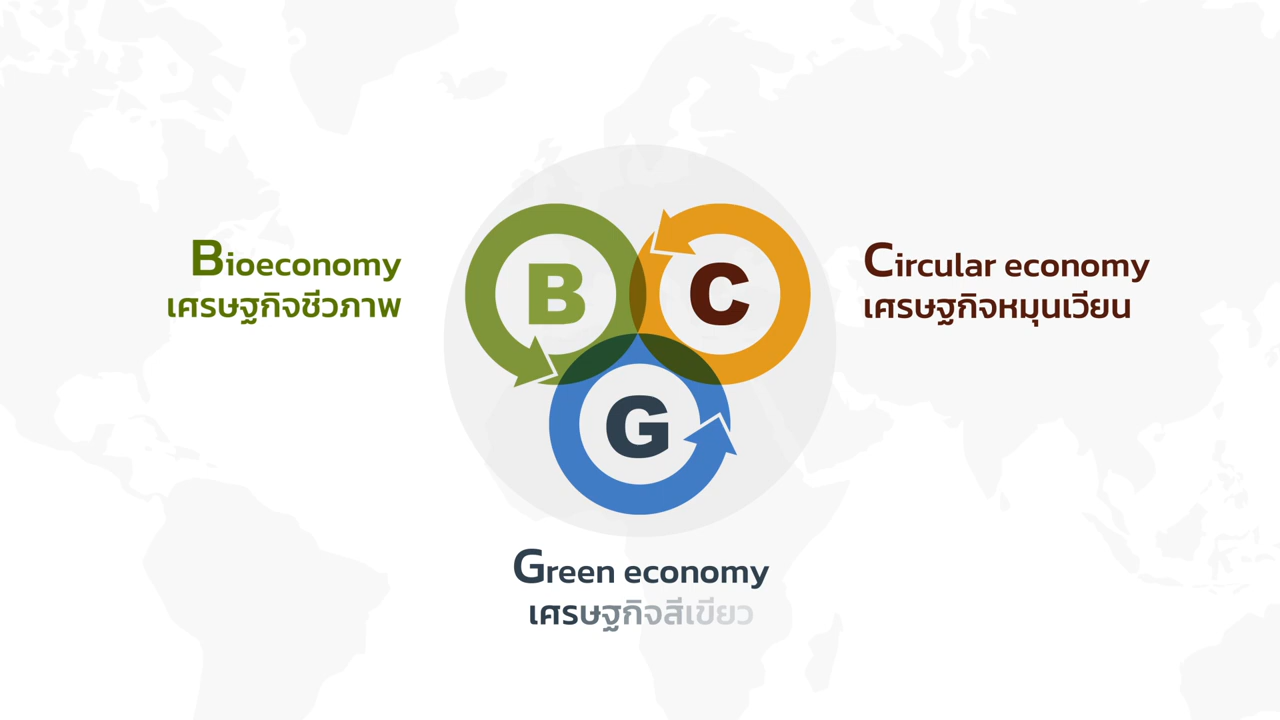 Bioeconomy
เศรษฐกิจชีวภาพ
B
C
Circular economy
เศรษฐกิจหมุนเวียน
G
Green economy
เศรษฐกิจสีเขียว